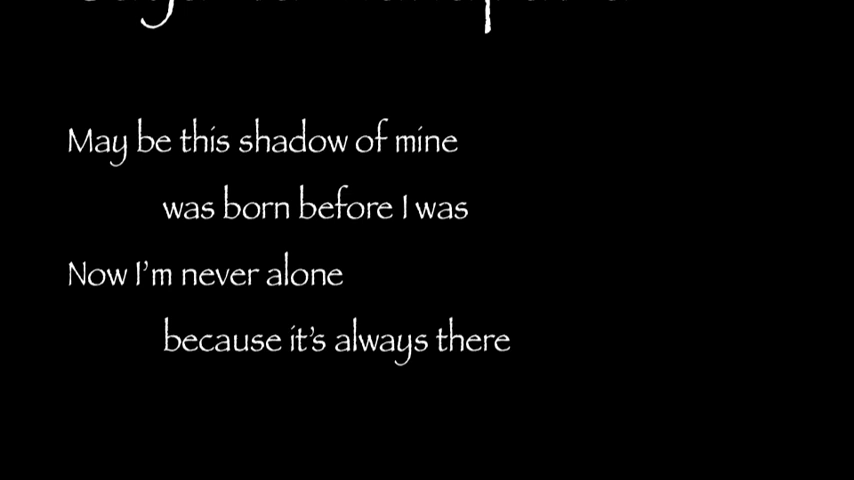 May be this shadow of mine
was born before I was
Now I'm never alone
because it's always there